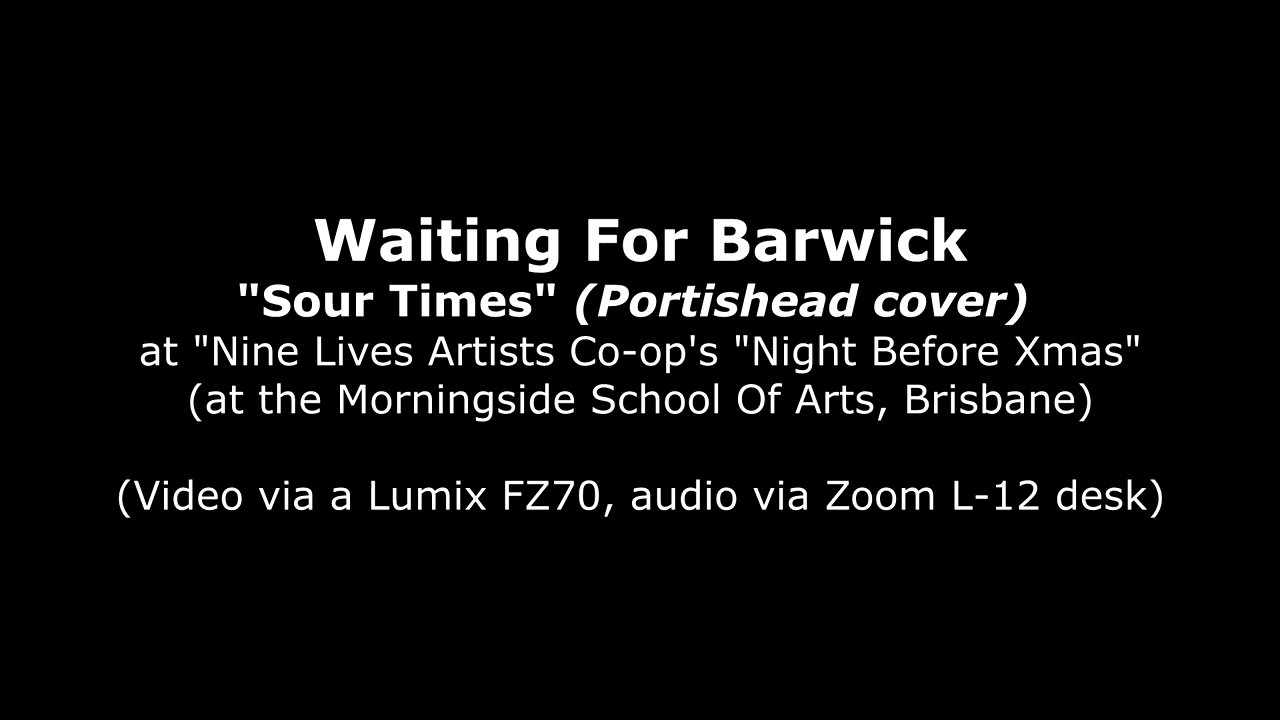 Waiting For Barwick
"Sour Times" (Portishead cover)
at "Nine Lives Artists Co-op's "Night Before Xmas"
(at the Morningside School Of Arts, Brisbane)
(Video via a Lumix FZ70, audio via Zoom L-12 desk)